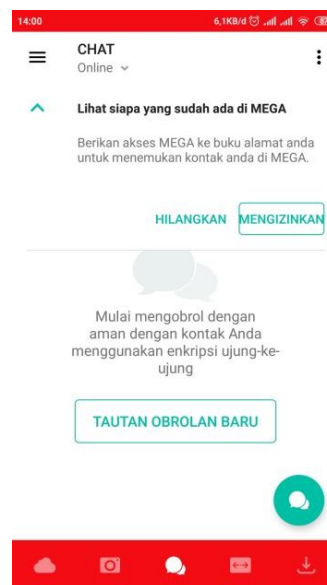 14:00 6,1KB/d
CHAT
Online
Lihat siapa yang sudah ada di MEGA
Berikan akses MEGA ke buku alamat anda
untuk menemukan kontak anda di MEGA.
HILANGKAN MENGIZINKAN
Mulai mengobrol dengan
aman dengan kontak Anda
menggunakan enkripsi ujung-ke-
ujung
TAUTAN OBROLAN BARU